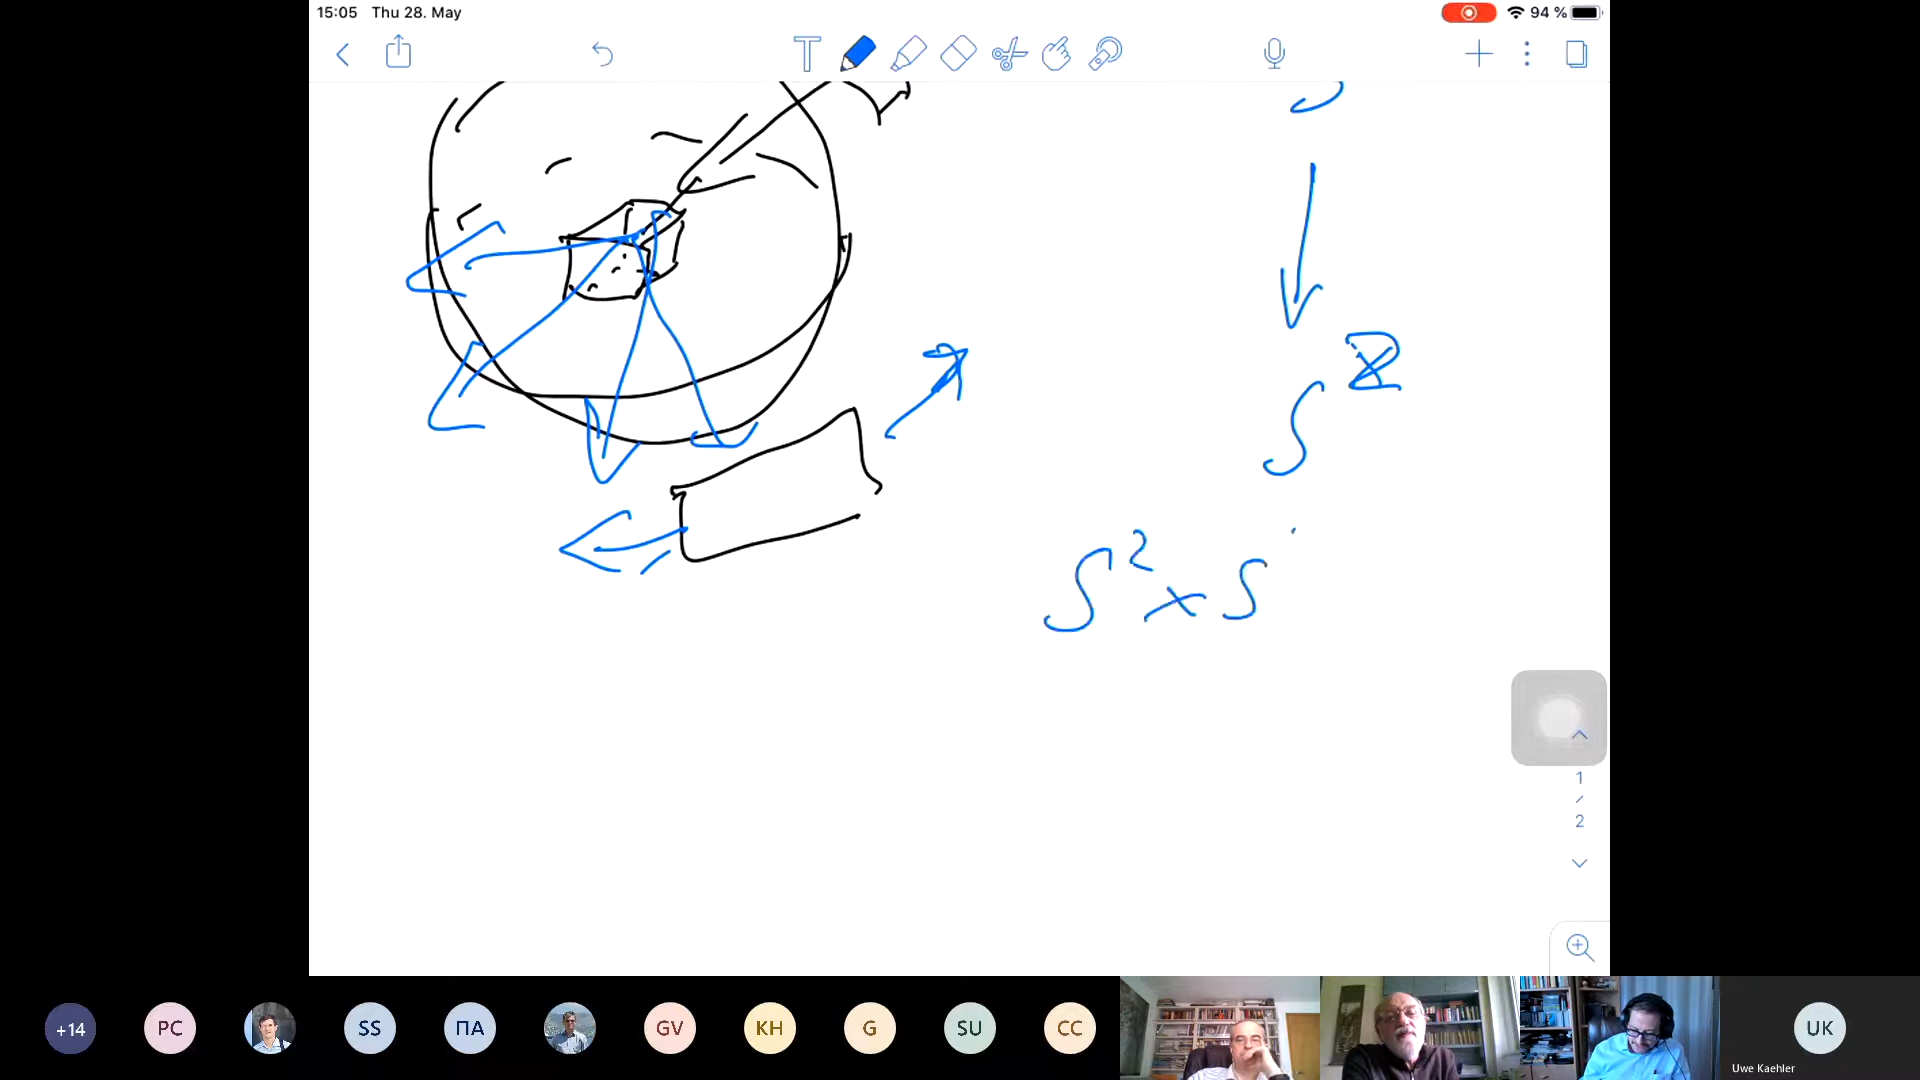 15:05 Thu 28. May
94 %
T
S
2
S
S² × S
1
/
2
+14
PC
SS
ПА
GV
KH
G
SU
CC
UK
Uwe Kaehler